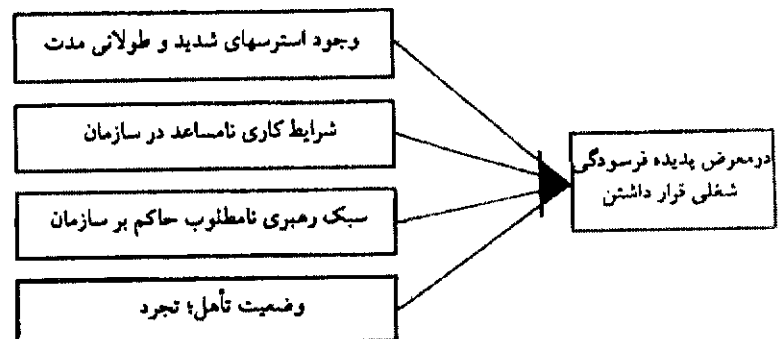 وجود استرسهای شدید و طولانی مدت
شرایط کاری نامساعد در سازمان
سبک رهبری نامطلوب حاکم بر سازمان
وضعیت تأهل؛ تجرد
درمعرض پدیده فرسودگی
شغلی قرار داشتن